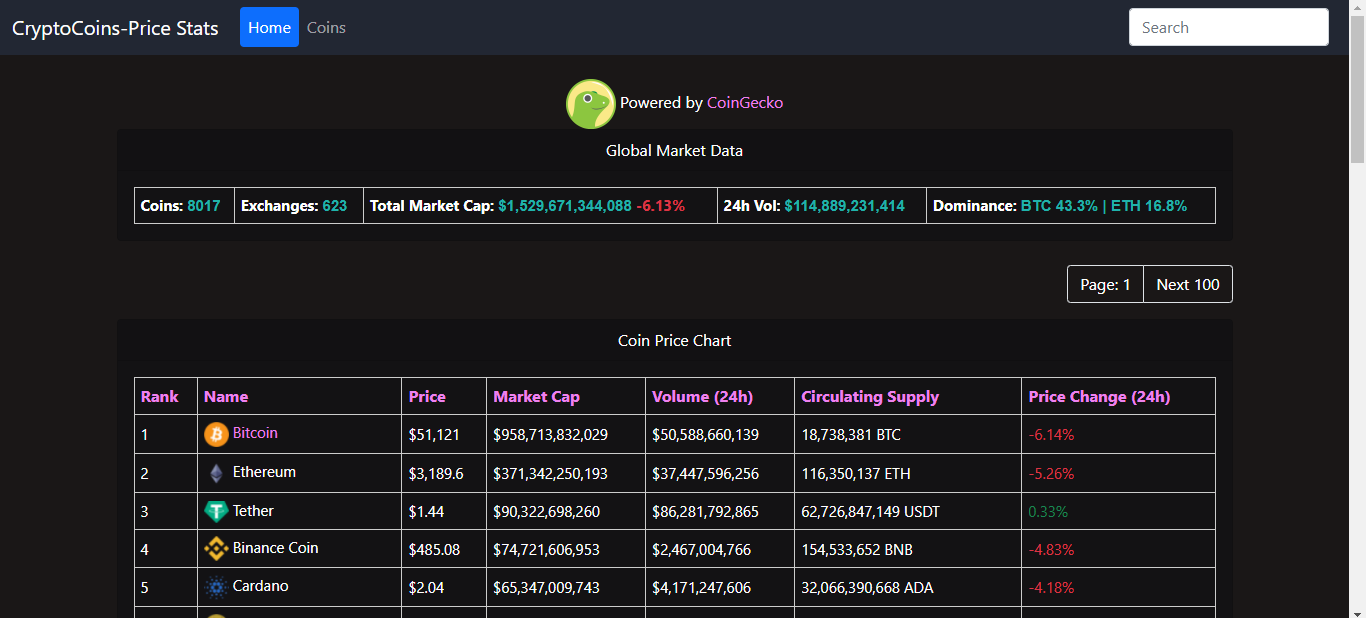 CryptoCoins-Price Stats Home Coins Search
Powered by CoinGecko
Global Market Data
Coins: 8017 Exchanges: 623 Total Market Cap: $1,529,671,344,088 -6.13% 24h Vol: $114,889,231,414 Dominance: BTC 43.3% | ETH 16.8%
Page: 1 Next 100
Coin Price Chart
Rank Name Price Market Cap Volume (24h) Circulating Supply Price Change (24h)
1 Bitcoin $51,121 $958,713,832,029 $50,588,660,139 18,738,381 BTC -6.14%
2 Ethereum $3,189.6 $371,342,250,193 $37,447,596,256 116,350,137 ETH -5.26%
3 Tether $1.44 $90,322,698,260 $86,281,792,865 62,726,847,149 USDT 0.33%
4 Binance Coin $485.08 $74,721,606,953 $2,467,004,766 154,533,652 BNB -4.83%
5 Cardano $2.04 $65,347,009,743 $4,171,247,606 32,066,390,668 ADA -4.18%